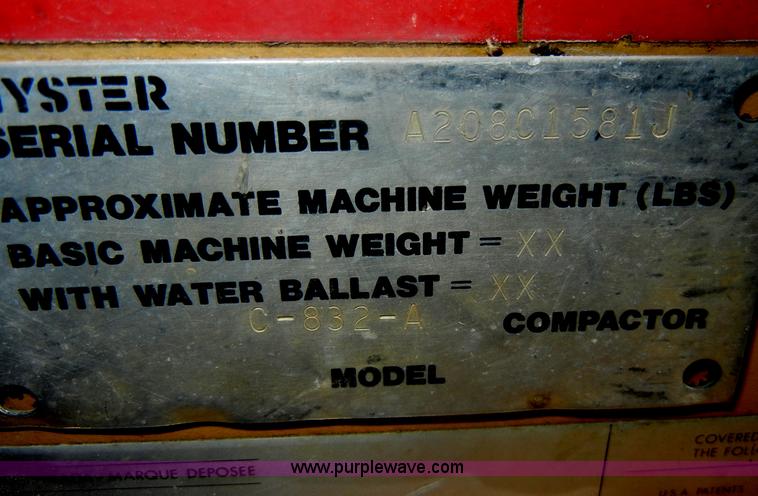 HYSTER
SERIAL NUMBER A208C1581J
APPROXIMATE MACHINE WEIGHT (LBS)
BASIC MACHINE WEIGHT = XX
WITH WATER BALLAST = XX
C-832-A COMPACTOR
MODEL
MARQUE DEPOSEE
COVERED
THE FOLL
U.S.A. PATENTS
www.purplewave.com